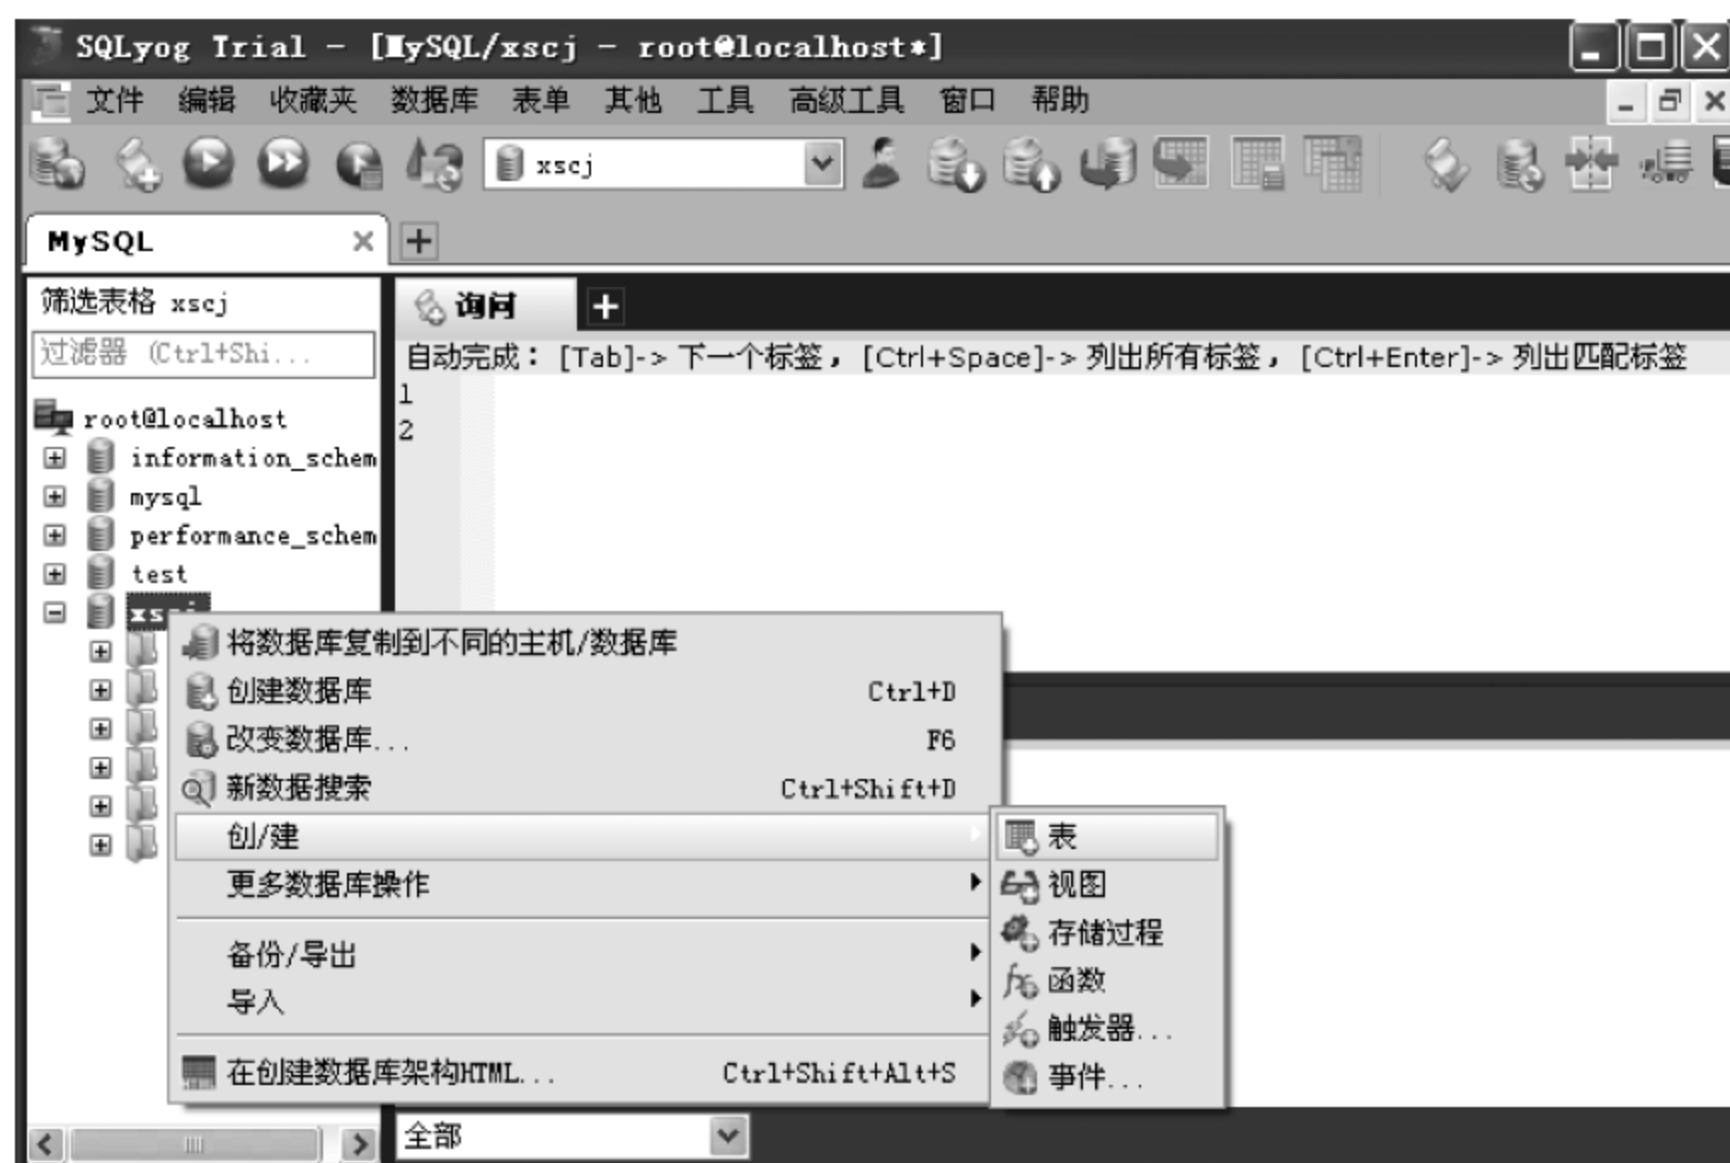 SQLyog Trial - [MySQL/xscj - root@localhost*]
文件 编辑 收藏夹 数据库 表单 其他 工具 高级工具 窗口 帮助
xscj
MySQL
筛选表格 xscj
过滤器 (Ctrl+Shi...
询问
自动完成: [Tab]-> 下一个标签, [Ctrl+Space]-> 列出所有标签, [Ctrl+Enter]-> 列出匹配标签
1
2
root@localhost
information_schem
mysql
performance_schem
test
xscj
将数据库复制到不同的主机/数据库
创建数据库 Ctrl+D
改变数据库... F6
新数据搜索 Ctrl+Shift+D
创/建
更多数据库操作
备份/导出
导入
在创建数据库架构HTML... Ctrl+Shift+Alt+S
表
视图
存储过程
函数
触发器...
事件...
全部